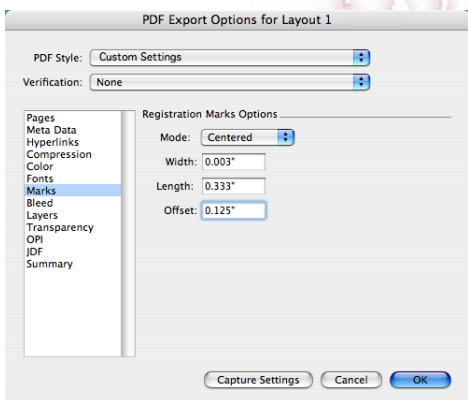 PDF Export Options for Layout 1
PDF Style: Custom Settings
Verification: None
Pages
Meta Data
Hyperlinks
Compression
Color
Fonts
Marks
Bleed
Layers
Transparency
OPI
JDF
Summary
Registration Marks Options
Mode: Centered
Width: 0.003"
Length: 0.333"
Offset: 0.125"
Capture Settings Cancel OK